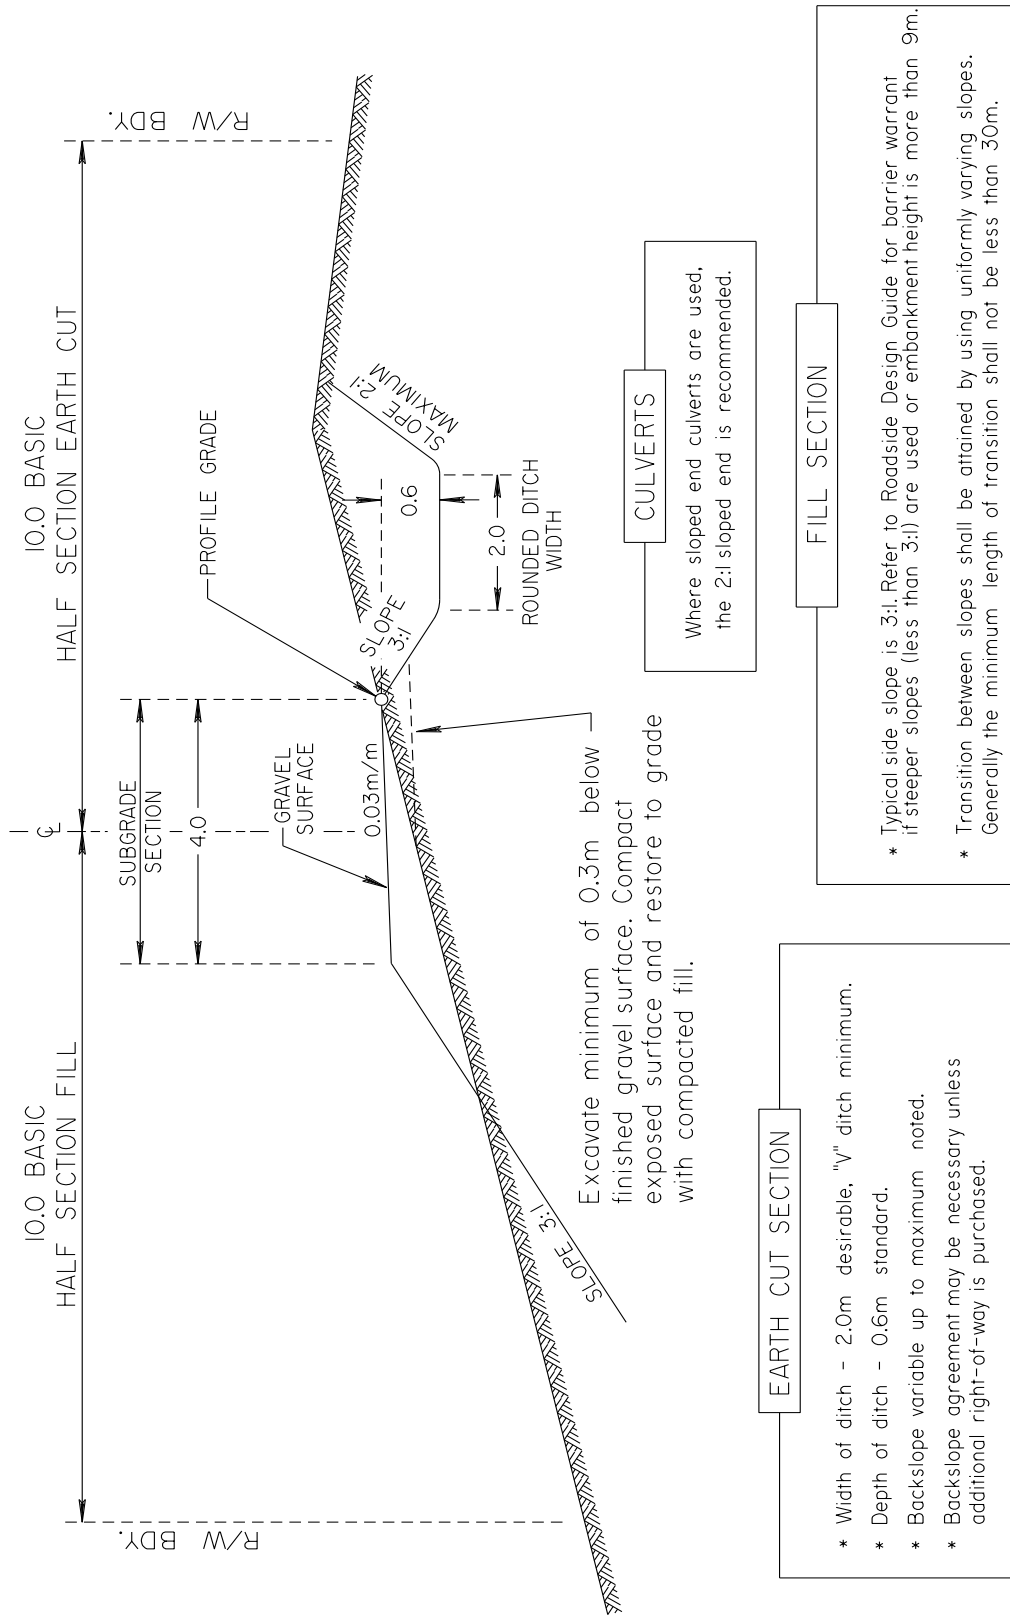 10.0 BASIC
HALF SECTION FILL
10.0 BASIC
HALF SECTION EARTH CUT
R/W BDY.
R/W BDY.
℄
SUBGRADE
SECTION
4.0
GRAVEL
SURFACE
PROFILE GRADE
0.03m/m
SLOPE
3:1
0.6
SLOPE 2:1
MAXIMUM
2.0
ROUNDED DITCH
WIDTH
SLOPE 3:1
Excavate minimum of 0.3m below
finished gravel surface. Compact
exposed surface and restore to grade
with compacted fill.
CULVERTS
Where sloped end culverts are used,
the 2:1 sloped end is recommended.
EARTH CUT SECTION
* Width of ditch - 2.0m desirable, "V" ditch minimum.
* Depth of ditch - 0.6m standard.
* Backslope variable up to maximum noted.
* Backslope agreement may be necessary unless
additional right-of-way is purchased.
FILL SECTION
* Typical side slope is 3:1. Refer to Roadside Design Guide for barrier warrant
if steeper slopes (less than 3:1) are used or embankment height is more than 9m.
* Transition between slopes shall be attained by using uniformly varying slopes.
Generally the minimum length of transition shall not be less than 30m.